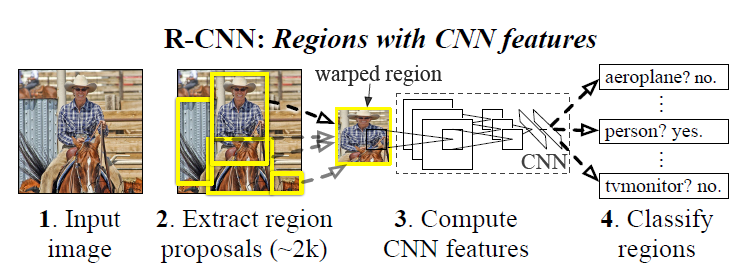 R-CNN: Regions with CNN features
warped region
aeroplane? no.
⋮
person? yes.
⋮
tvmonitor? no.
CNN
1. Input
image
2. Extract region
proposals (~2k)
3. Compute
CNN features
4. Classify
regions